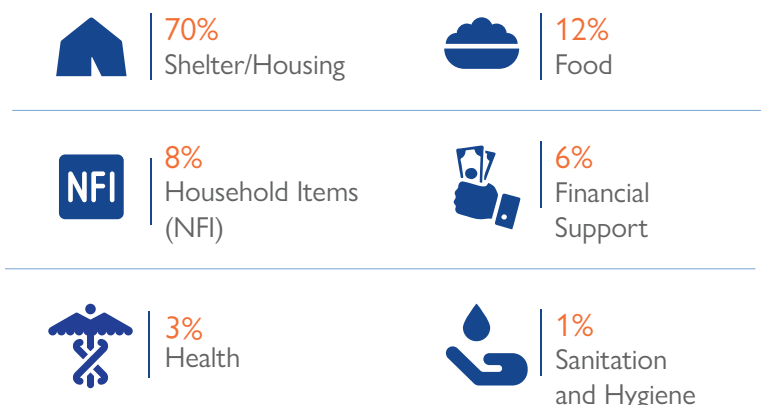 70%
Shelter/Housing
12%
Food
NFI
8%
Household Items
(NFI)
6%
Financial
Support
3%
Health
1%
Sanitation
and Hygiene